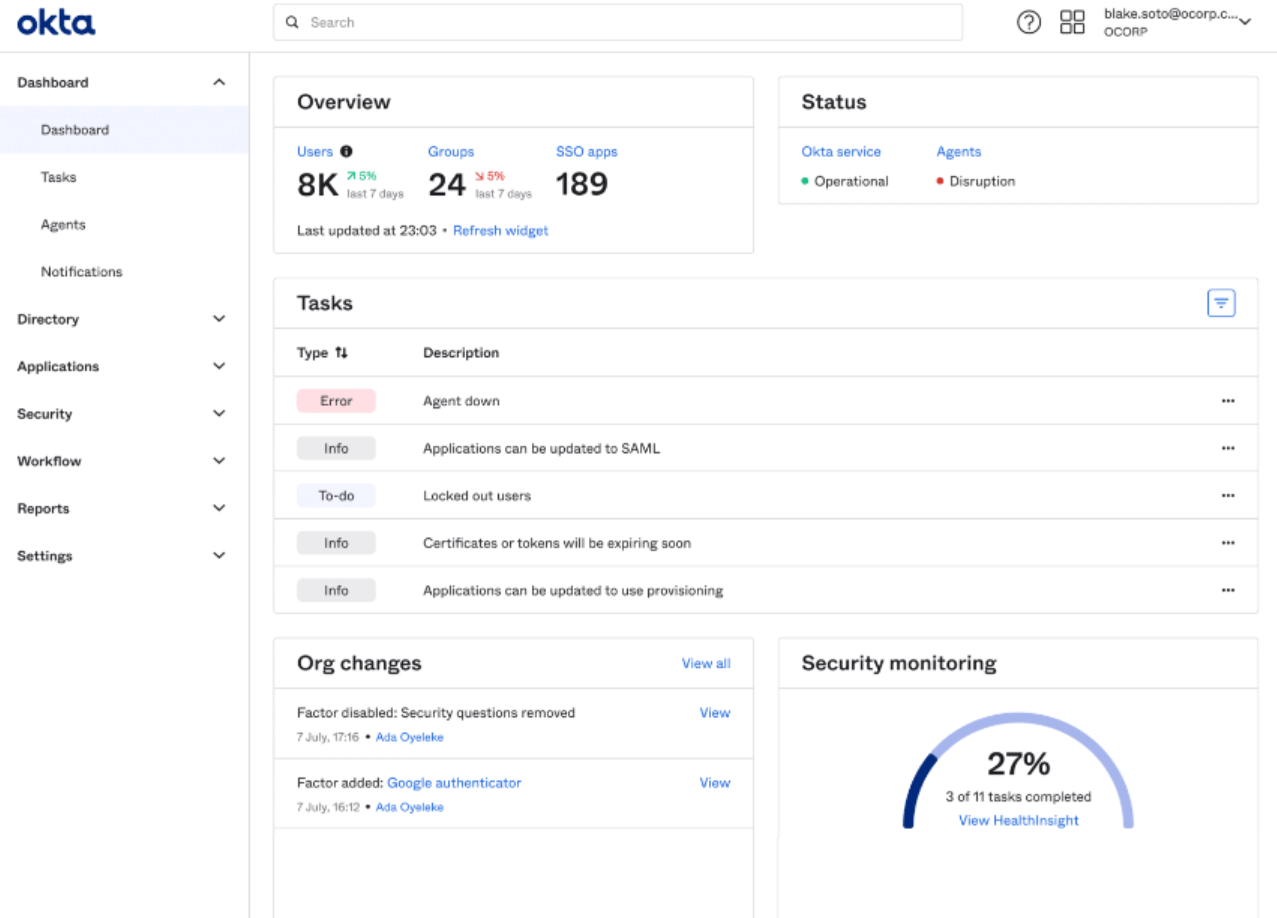 okta
Search
blake.soto@ocorp.c...
OCORP
Dashboard
Dashboard
Tasks
Agents
Notifications
Directory
Applications
Security
Workflow
Reports
Settings
Overview
Users Groups SSO apps
8K 5% last 7 days 24 5% last 7 days 189
Last updated at 23:03 • Refresh widget
Status
Okta service Agents
Operational Disruption
Tasks
Type Description
Error Agent down
Info Applications can be updated to SAML
To-do Locked out users
Info Certificates or tokens will be expiring soon
Info Applications can be updated to use provisioning
Org changes View all
Factor disabled: Security questions removed View
7 July, 17:16 • Ada Oyeleke
Factor added: Google authenticator View
7 July, 16:12 • Ada Oyeleke
Security monitoring
27%
3 of 11 tasks completed
View HealthInsight